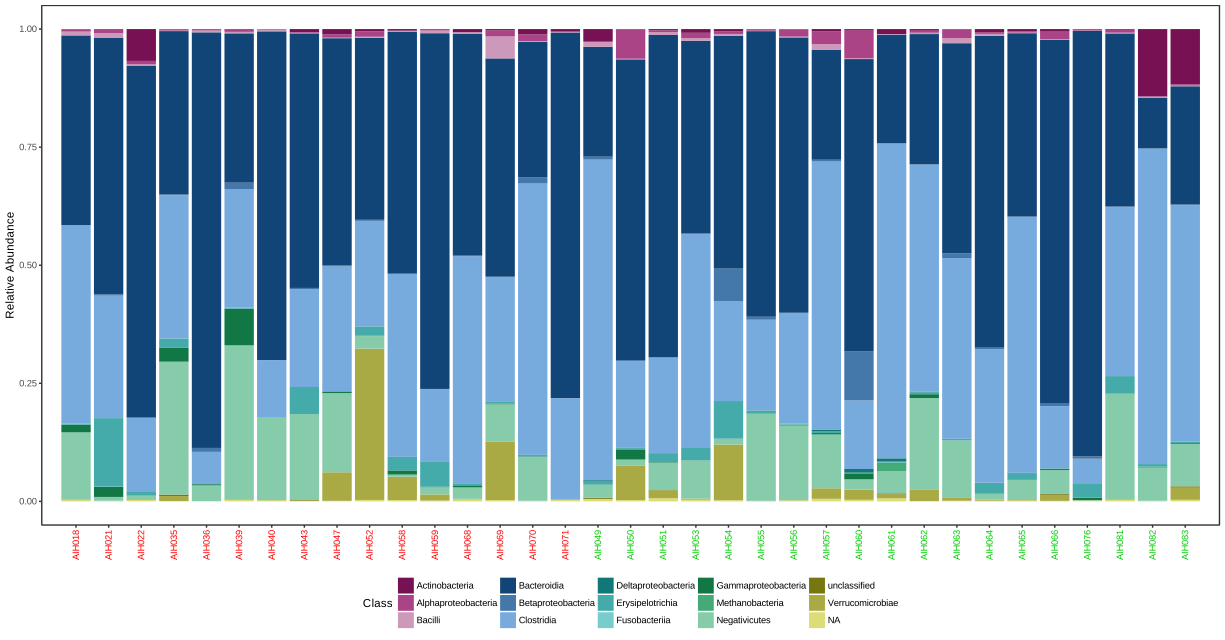 1.00
0.75
0.50
0.25
0.00
Relative Abundance
AIH018
AIH021
AIH022
AIH035
AIH036
AIH039
AIH040
AIH043
AIH047
AIH052
AIH058
AIH059
AIH068
AIH069
AIH070
AIH071
AIH049
AIH050
AIH051
AIH053
AIH054
AIH055
AIH056
AIH057
AIH060
AIH061
AIH062
AIH063
AIH064
AIH065
AIH066
AIH076
AIH081
AIH082
AIH083
Class
Actinobacteria
Alphaproteobacteria
Bacilli
Bacteroidia
Betaproteobacteria
Clostridia
Deltaproteobacteria
Erysipelotrichia
Fusobacteriia
Gammaproteobacteria
Methanobacteria
Negativicutes
unclassified
Verrucomicrobiae
NA